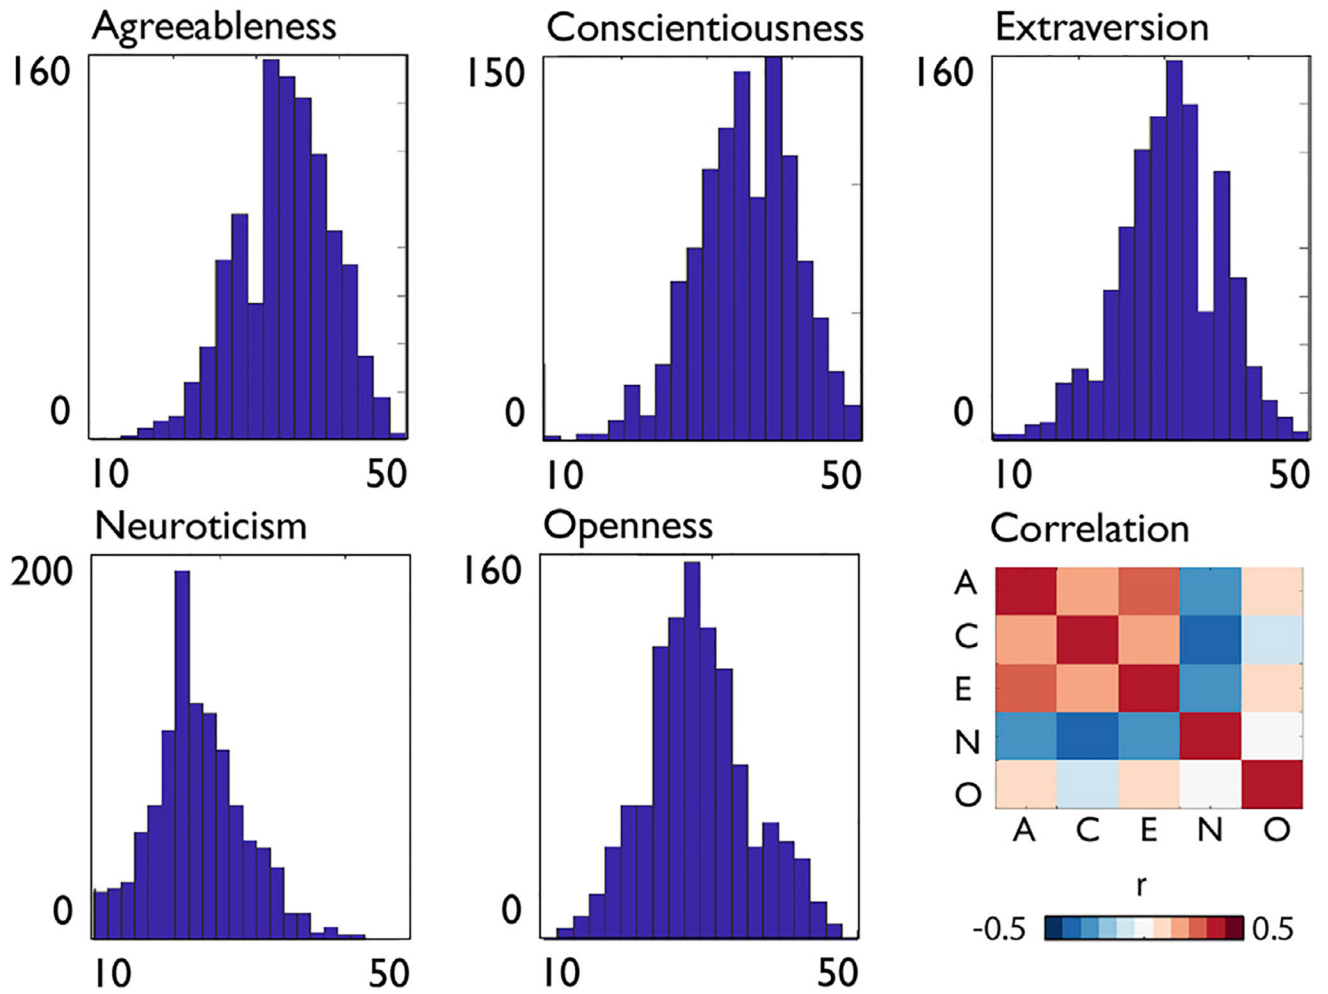 Agreeableness
160
0
10 50
Conscientiousness
150
0
10 50
Extraversion
160
0
10 50
Neuroticism
200
0
10 50
Openness
160
0
10 50
Correlation
A
C
E
N
O
A C E N O
r
-0.5 0.5